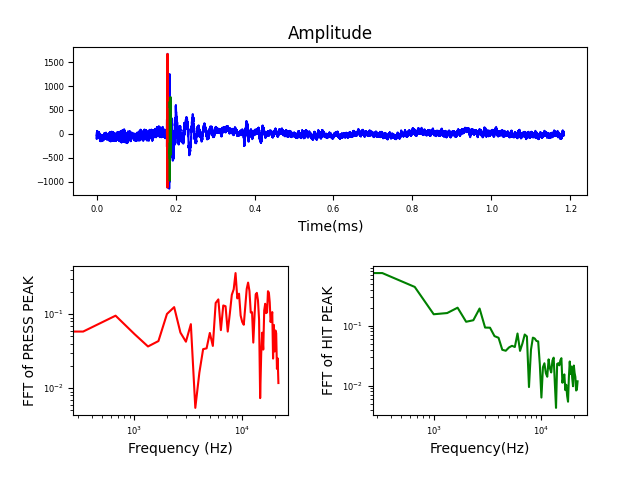 Amplitude
1500
1000
500
0
−500
−1000
0.0 0.2 0.4 0.6 0.8 1.0 1.2
Time(ms)
FFT of PRESS PEAK
10⁻¹
10⁻²
10³ 10⁴
Frequency (Hz)
FFT of HIT PEAK
10⁻¹
10⁻²
10³ 10⁴
Frequency(Hz)